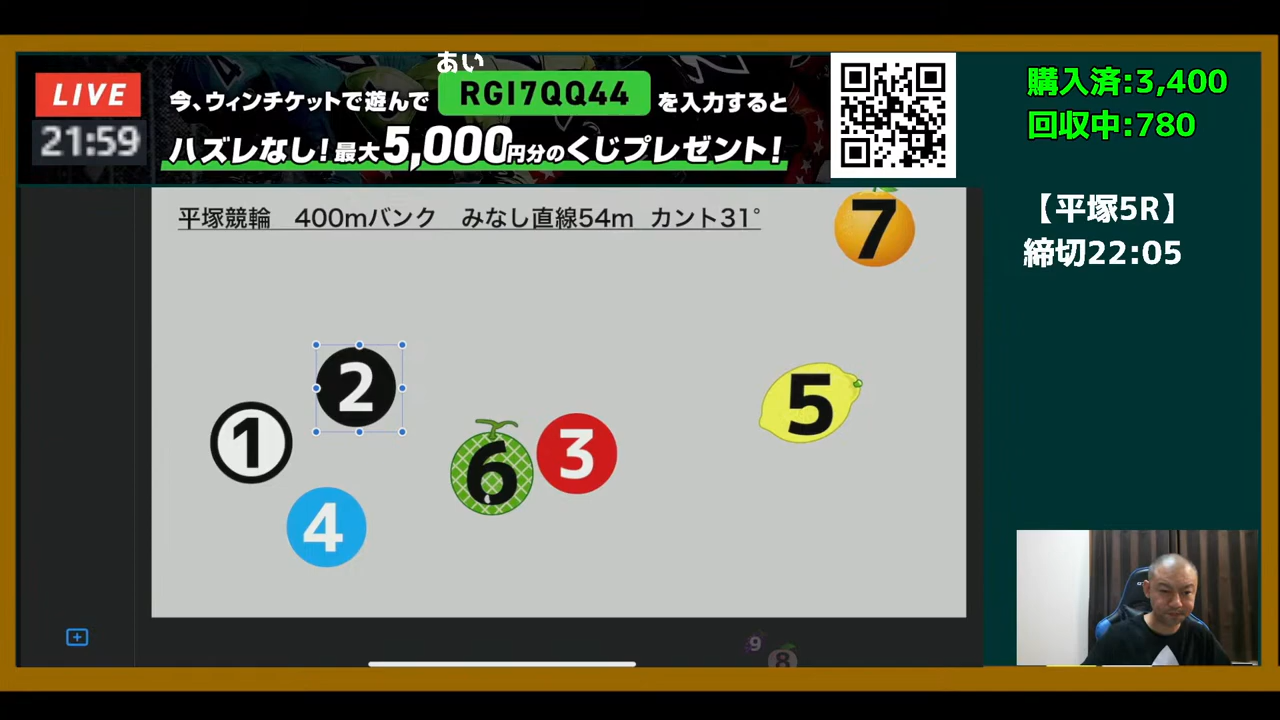 LIVE
21:59
あい
今、ウィンチケットで遊んで RGI7QQ44 を入力すると
ハズレなし！最大5,000円分のくじプレゼント！
購入済:3,400
回収中:780
【平塚5R】
締切22:05
平塚競輪 400mバンク みなし直線54m カント31°
7
2
1
5
6
3
4
9
8